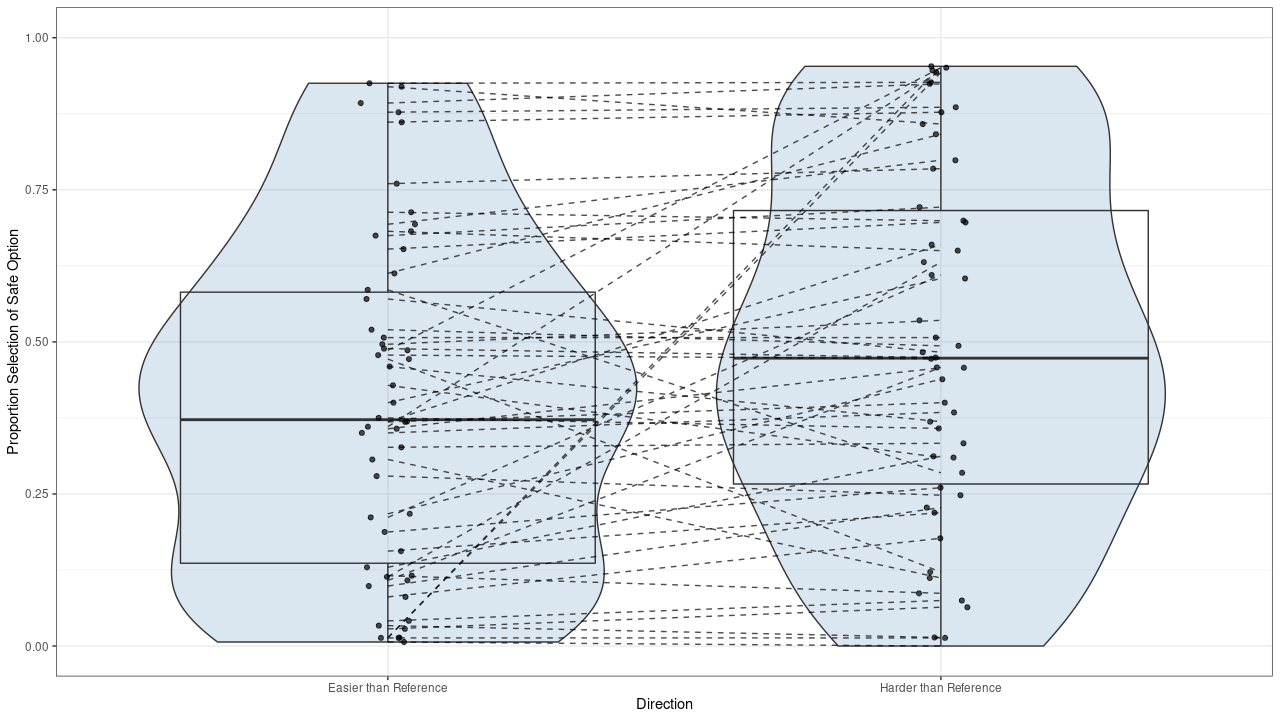 Proportion Selection of Safe Option
1.00
0.75
0.50
0.25
0.00
Easier than Reference
Harder than Reference
Direction